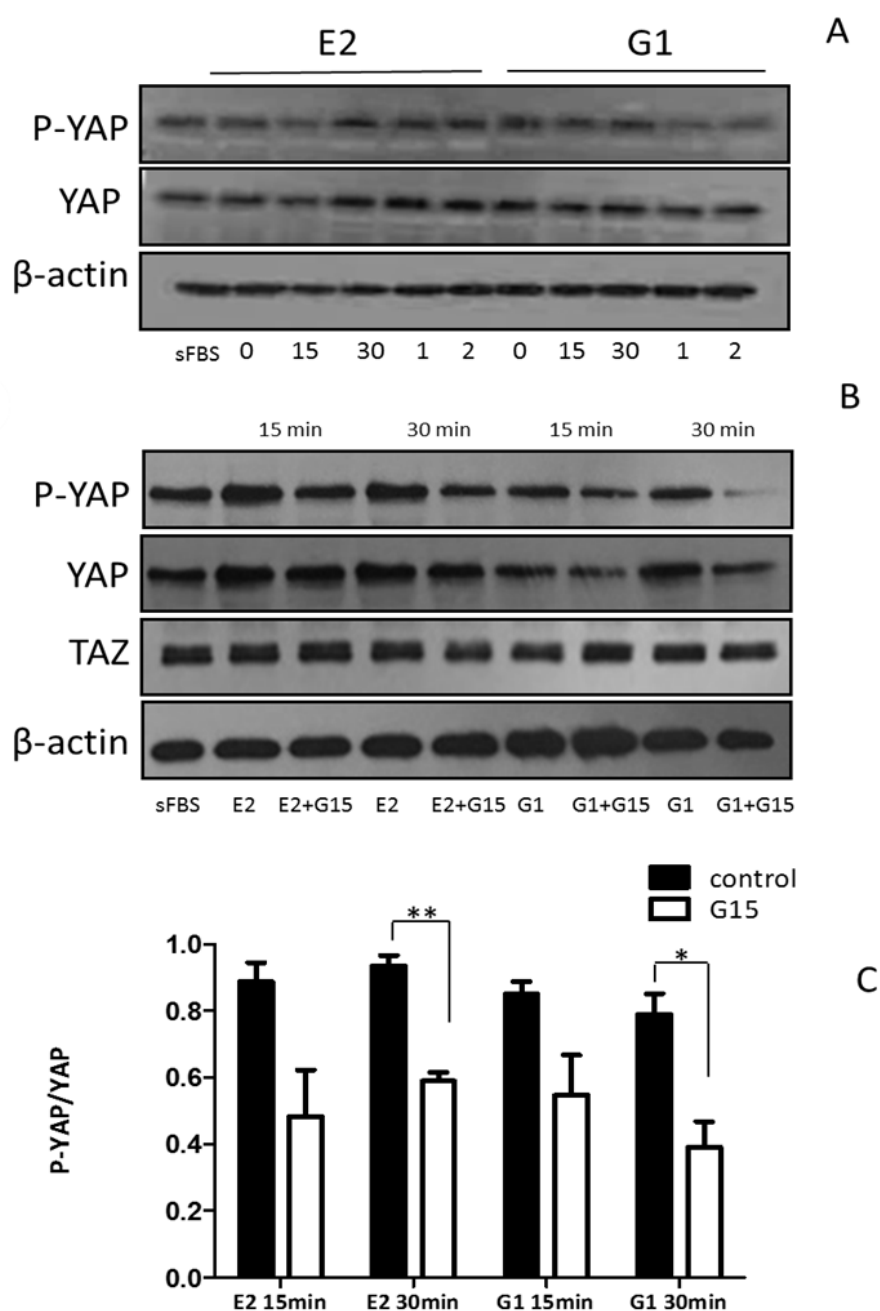 A
E2 G1
P-YAP
YAP
β-actin
sFBS 0 15 30 1 2 0 15 30 1 2
B
15 min 30 min 15 min 30 min
P-YAP
YAP
TAZ
β-actin
sFBS E2 E2+G15 E2 E2+G15 G1 G1+G15 G1 G1+G15
control
G15
C
** *
1.0
0.8
0.6
0.4
0.2
0.0
P-YAP/YAP
E2 15min E2 30min G1 15min G1 30min